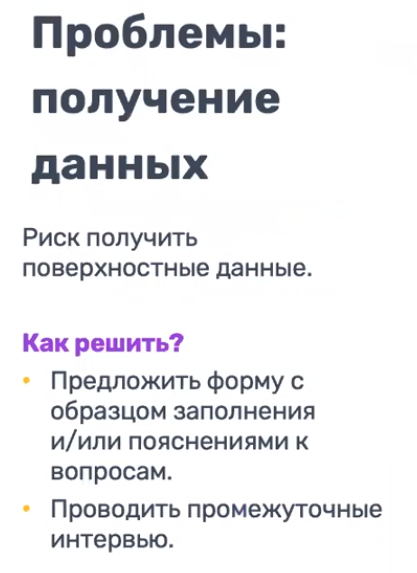 Проблемы:
получение
данных
Риск получить
поверхностные данные.
Как решить?
• Предложить форму с
образцом заполнения
и/или пояснениями к
вопросам.
• Проводить промежуточные
интервью.